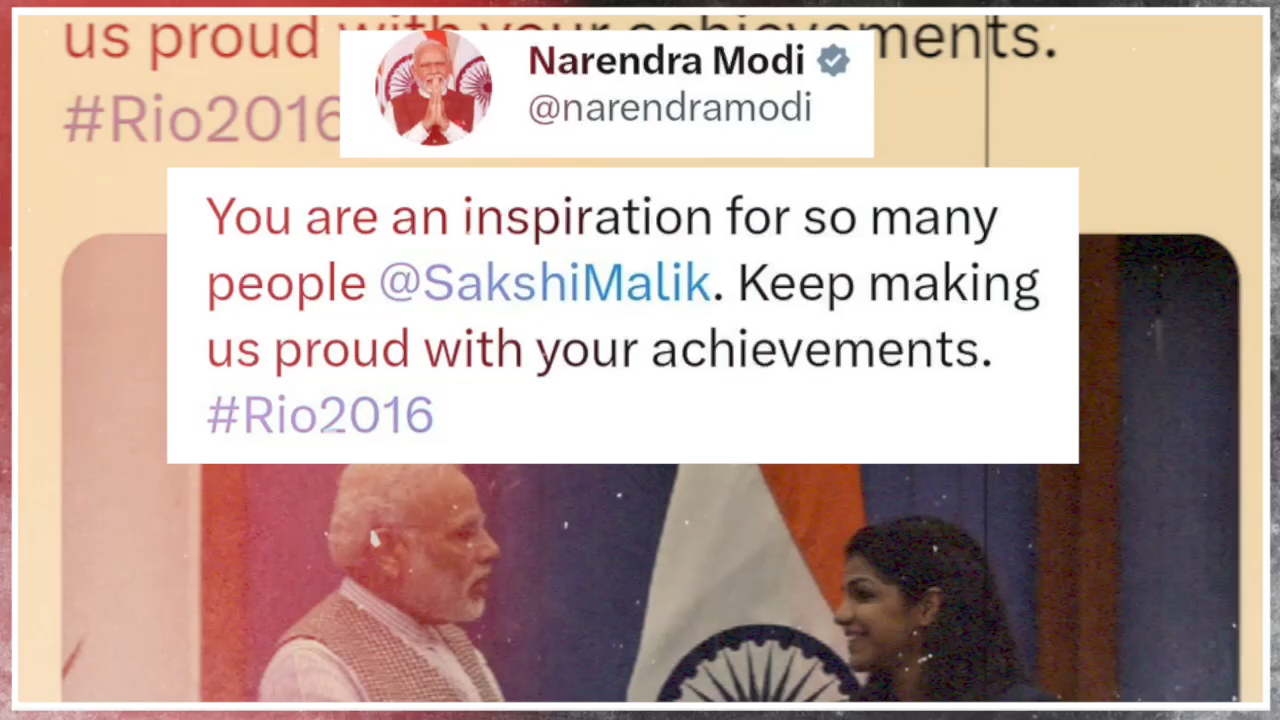 us proud with your achievements.
#Rio2016
Narendra Modi
@narendramodi
You are an inspiration for so many
people @SakshiMalik. Keep making
us proud with your achievements.
#Rio2016